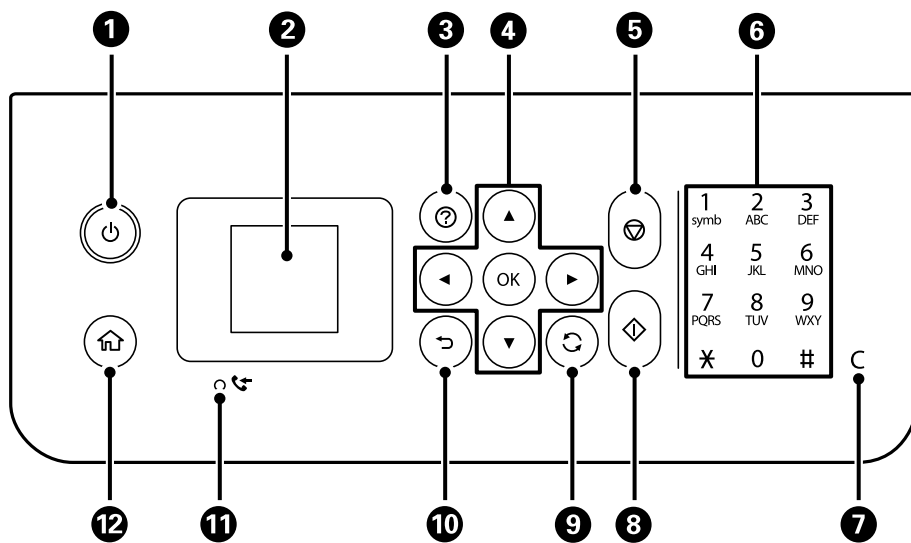 1 2 3 4 5 6
1 2 3
symb ABC DEF
?
4 5 6
GHI JKL MNO
OK
7 8 9
PQRS TUV WXY
* 0 #
C
12 11 10 9 8 7